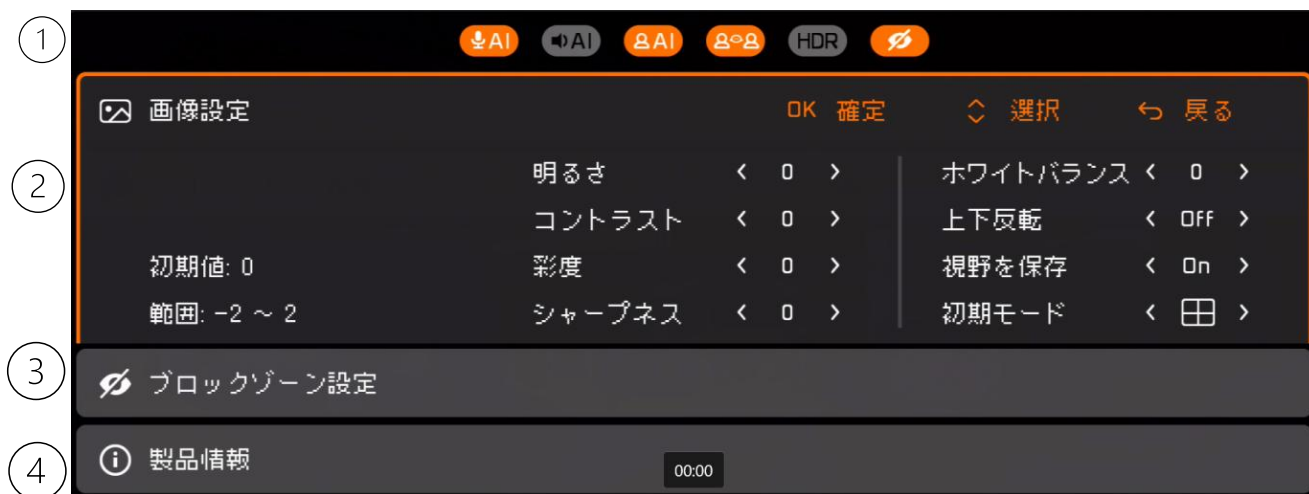 ① AI AI AI HDR
画像設定 OK 確定 選択 戻る
②
明るさ 0 ホワイトバランス 0
コントラスト 0 上下反転 Off
初期値: 0 彩度 0 視野を保存 On
範囲: -2 ～ 2 シャープネス 0 初期モード
③ ブロックゾーン設定
④ 製品情報
00:00